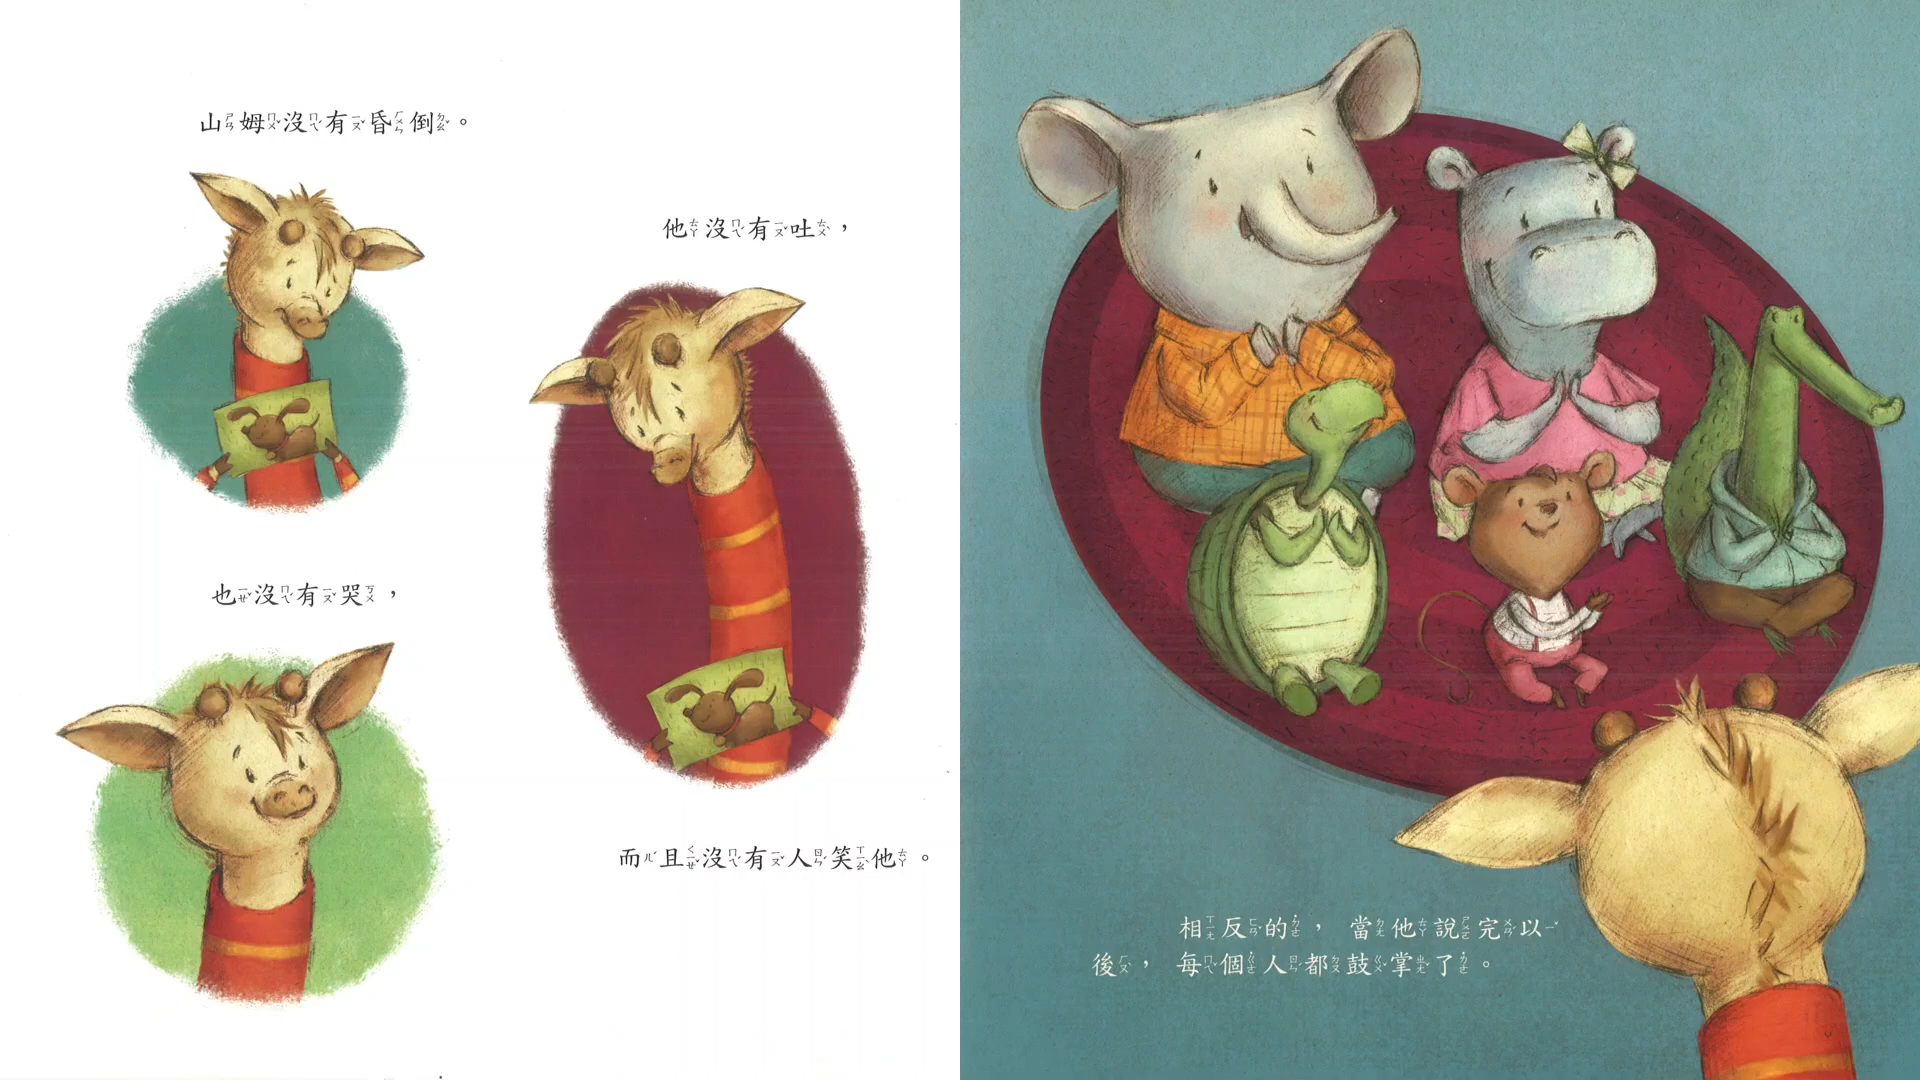 山姆沒有昏倒。
他沒有吐，
也沒有哭，
而且沒有人笑他。
相反的，當他說完以
後，每個人都鼓掌了。